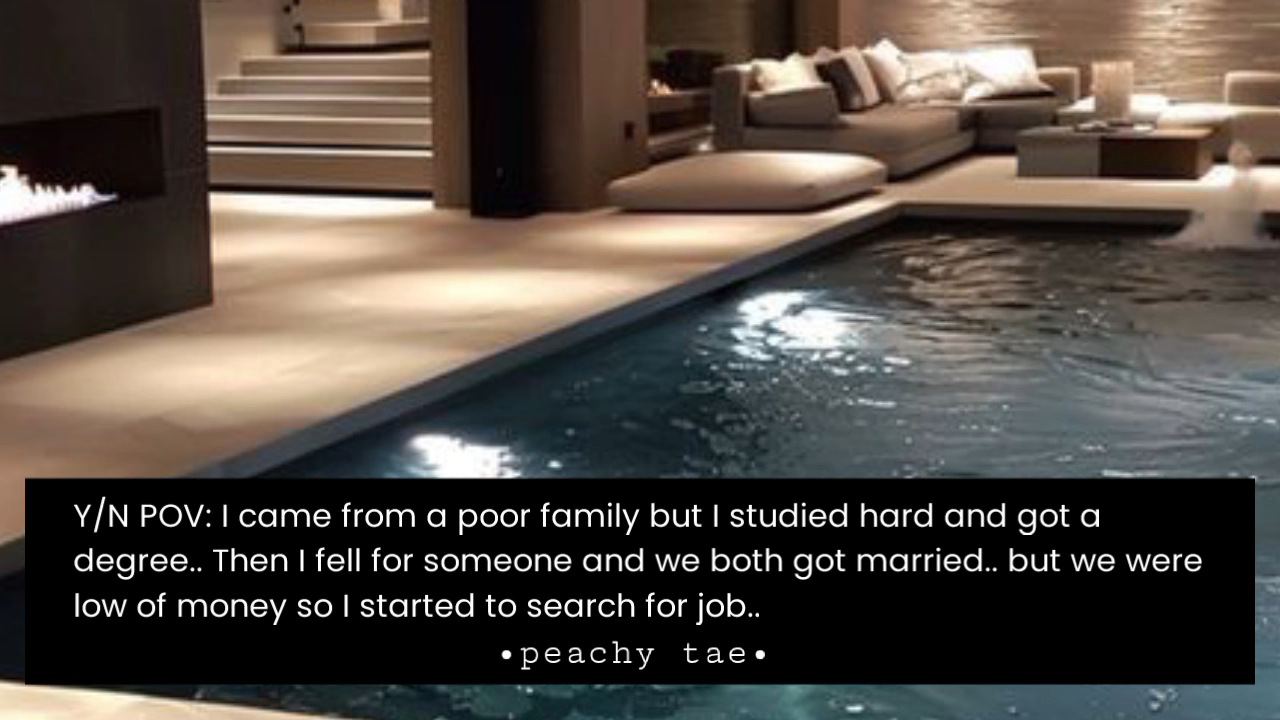 Y/N POV: I came from a poor family but I studied hard and got a
degree.. Then I fell for someone and we both got married.. but we were
low of money so I started to search for job..
•peachy tae•